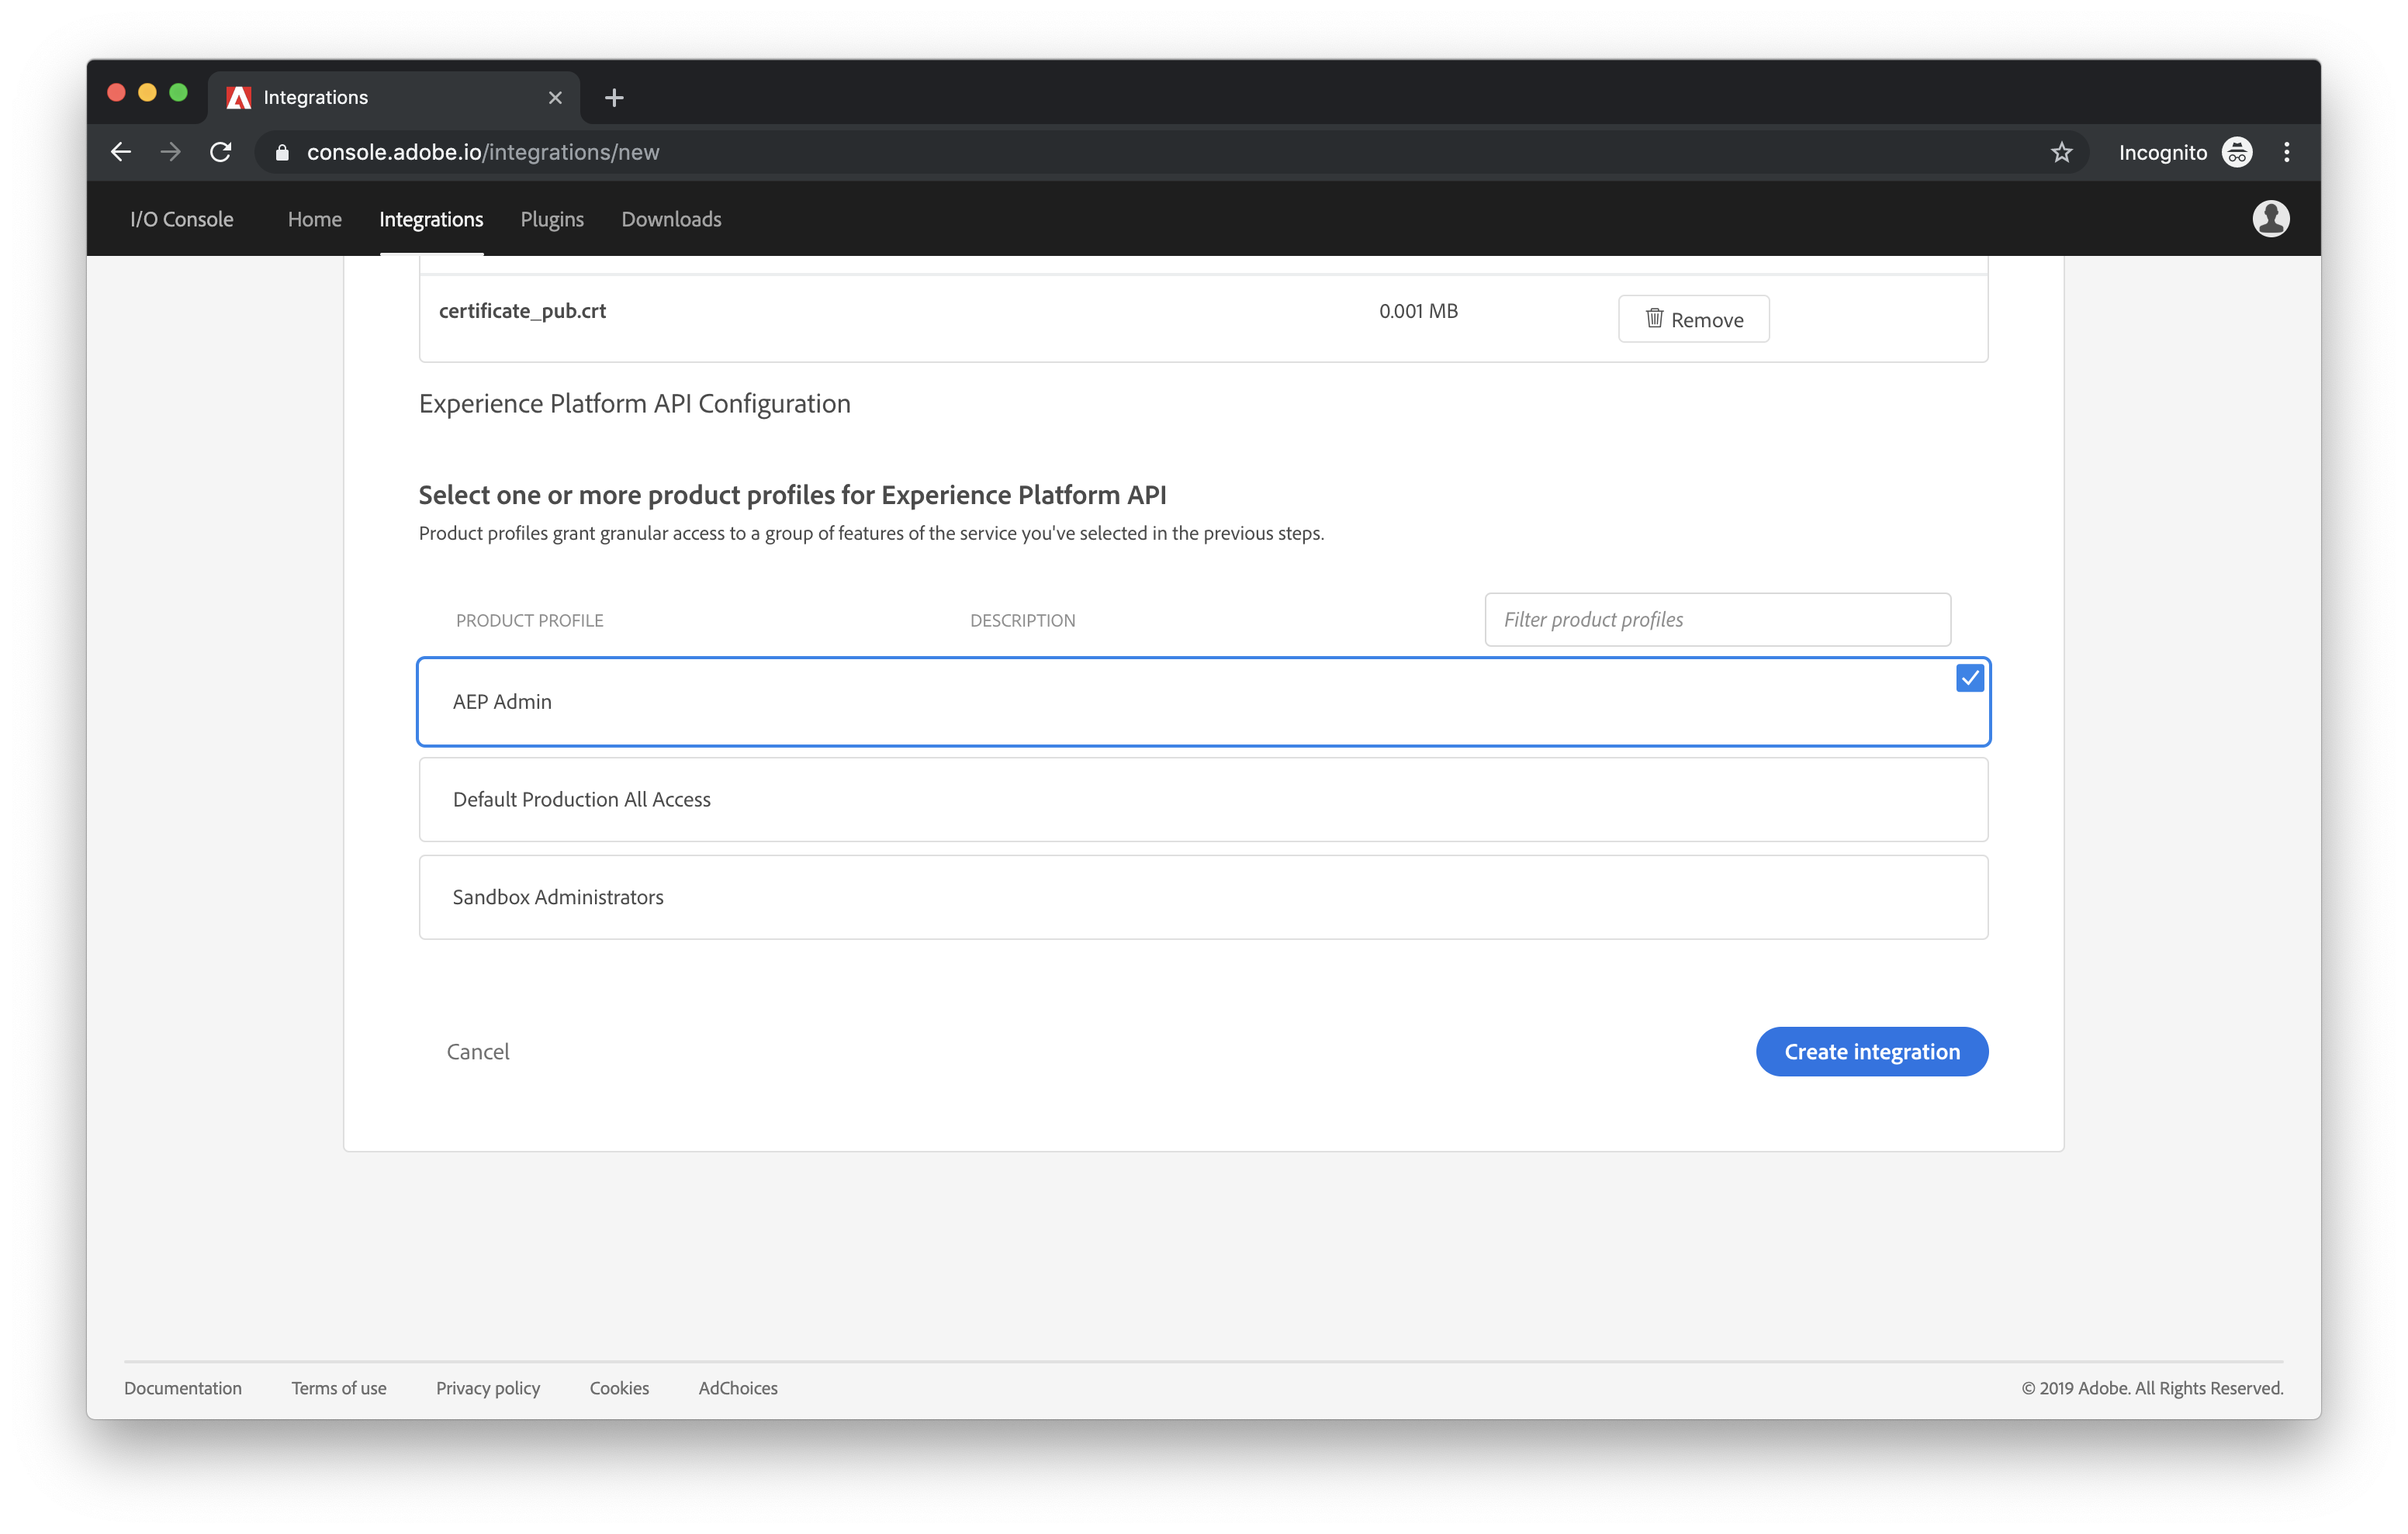 Integrations
console.adobe.io/integrations/new
Incognito
I/O Console Home Integrations Plugins Downloads
certificate_pub.crt 0.001 MB Remove
Experience Platform API Configuration
Select one or more product profiles for Experience Platform API
Product profiles grant granular access to a group of features of the service you've selected in the previous steps.
PRODUCT PROFILE DESCRIPTION Filter product profiles
AEP Admin
Default Production All Access
Sandbox Administrators
Cancel Create integration
Documentation Terms of use Privacy policy Cookies AdChoices © 2019 Adobe. All Rights Reserved.